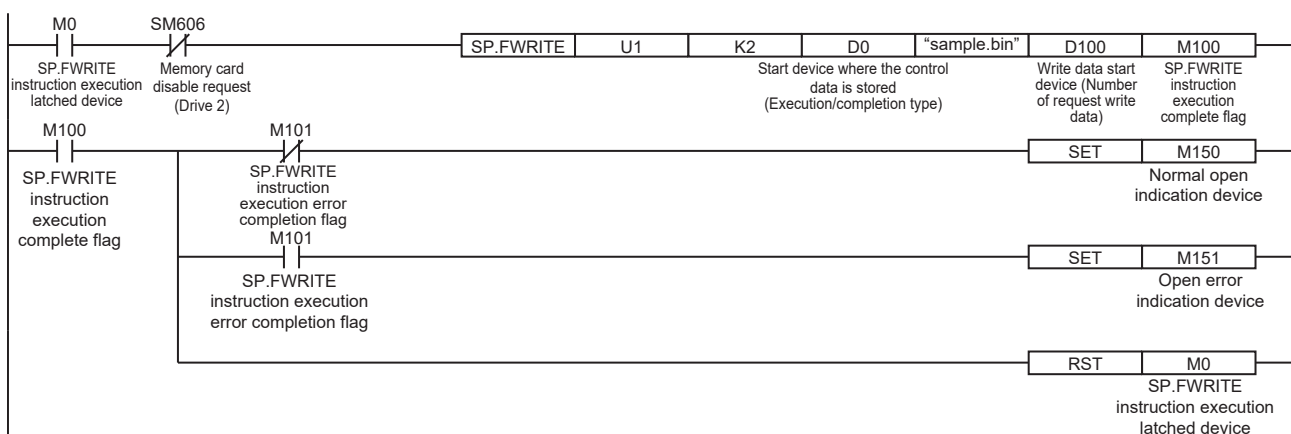 M0
SM606
SP.FWRITE U1 K2 D0 “sample.bin” D100 M100
SP.FWRITE
instruction execution
latched device
Memory card
disable request
(Drive 2)
Start device where the control
data is stored
(Execution/completion type)
Write data start
device (Number
of request write
data)
SP.FWRITE
instruction
execution
complete flag
M100
M101
SET M150
SP.FWRITE
instruction
execution
complete flag
SP.FWRITE
instruction
execution error
completion flag
Normal open
indication device
M101
SET M151
SP.FWRITE
instruction execution
error completion flag
Open error
indication device
RST M0
SP.FWRITE
instruction execution
latched device